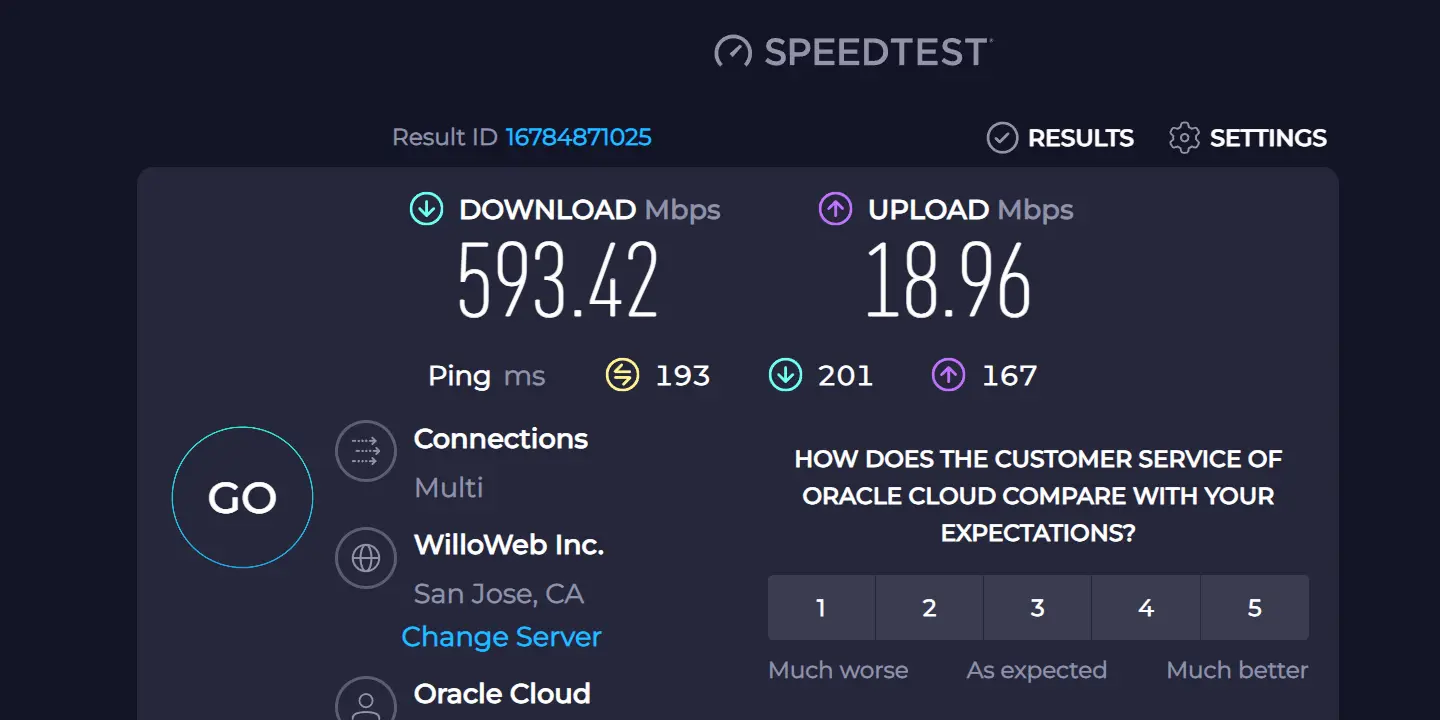 SPEEDTEST
Result ID 16784871025
RESULTS
SETTINGS
DOWNLOAD Mbps
593.42
UPLOAD Mbps
18.96
Ping ms 193 201 167
GO
Connections
Multi
WilloWeb Inc.
San Jose, CA
Change Server
Oracle Cloud
HOW DOES THE CUSTOMER SERVICE OF
ORACLE CLOUD COMPARE WITH YOUR
EXPECTATIONS?
1 2 3 4 5
Much worse As expected Much better